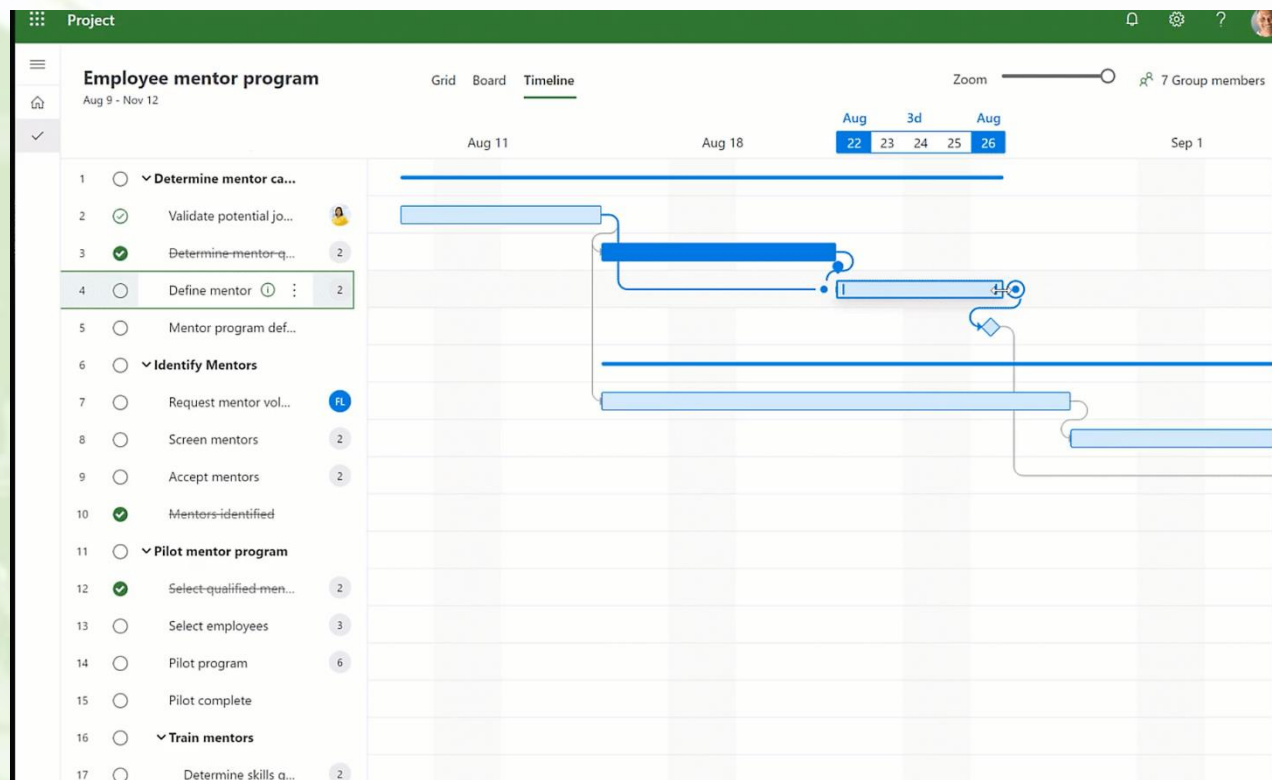 Project
?
Employee mentor program
Aug 9 - Nov 12
Grid Board Timeline
Zoom
7 Group members
Aug 3d Aug
Aug 11 Aug 18 22 23 24 25 26 Sep 1
1 Determine mentor ca...
2 Validate potential jo...
3 Determine mentor q... 2
4 Define mentor 2
5 Mentor program def...
6 Identify Mentors
7 Request mentor vol... FL
8 Screen mentors 2
9 Accept mentors 2
10 Mentors identified
11 Pilot mentor program
12 Select qualified men... 2
13 Select employees 3
14 Pilot program 6
15 Pilot complete
16 Train mentors
17 Determine skills q... 2